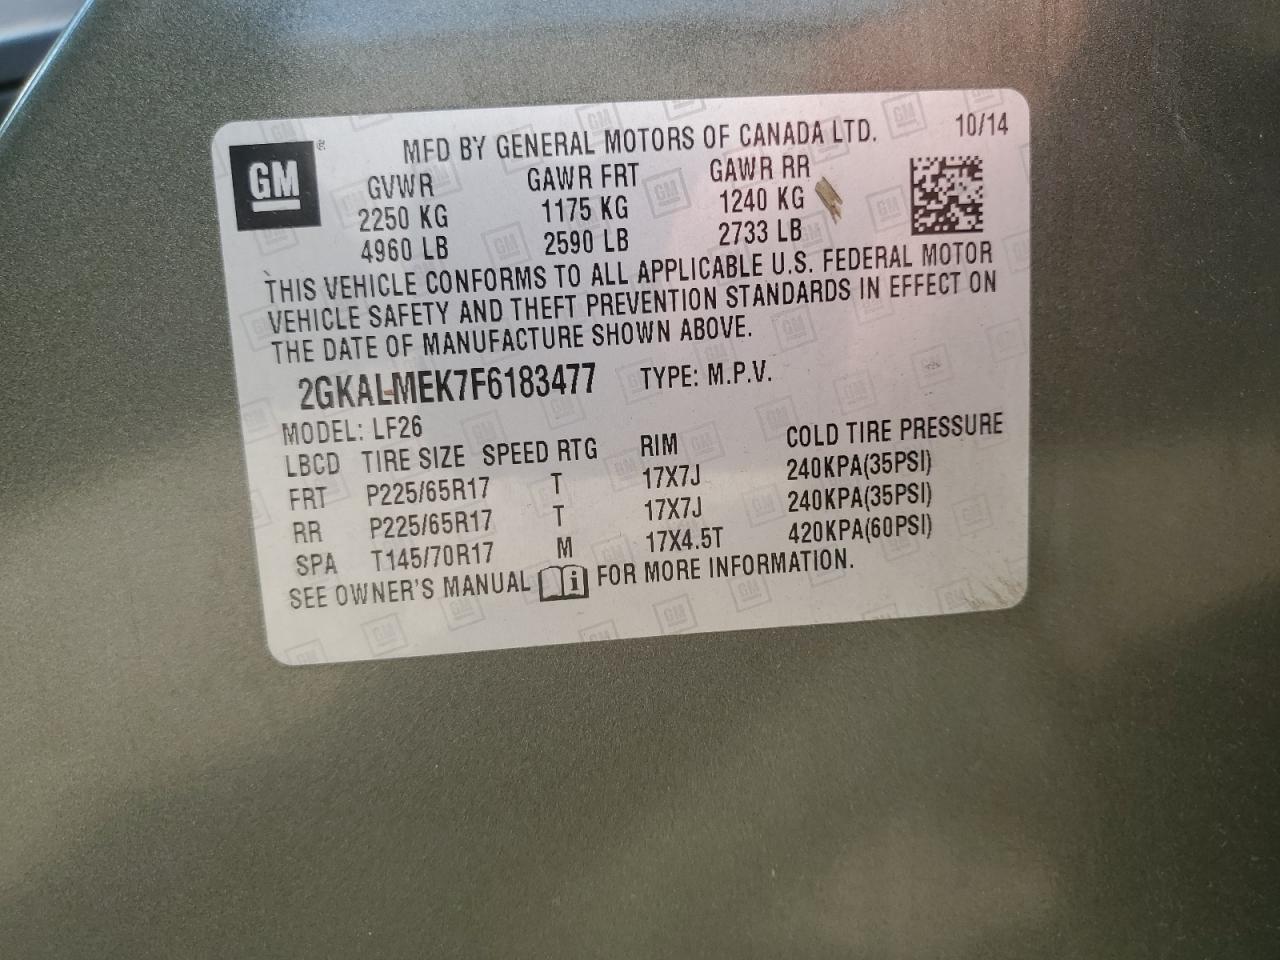 GM ® MFD BY GENERAL MOTORS OF CANADA LTD. 10/14
GVWR GAWR FRT GAWR RR
2250 KG 1175 KG 1240 KG
4960 LB 2590 LB 2733 LB
THIS VEHICLE CONFORMS TO ALL APPLICABLE U.S. FEDERAL MOTOR
VEHICLE SAFETY AND THEFT PREVENTION STANDARDS IN EFFECT ON
THE DATE OF MANUFACTURE SHOWN ABOVE.
2GKALMEK7F6183477 TYPE: M.P.V.
MODEL: LF26
LBCD TIRE SIZE SPEED RTG RIM COLD TIRE PRESSURE
FRT P225/65R17 T 17X7J 240KPA(35PSI)
RR P225/65R17 T 17X7J 240KPA(35PSI)
SPA T145/70R17 M 17X4.5T 420KPA(60PSI)
SEE OWNER'S MANUAL i FOR MORE INFORMATION.